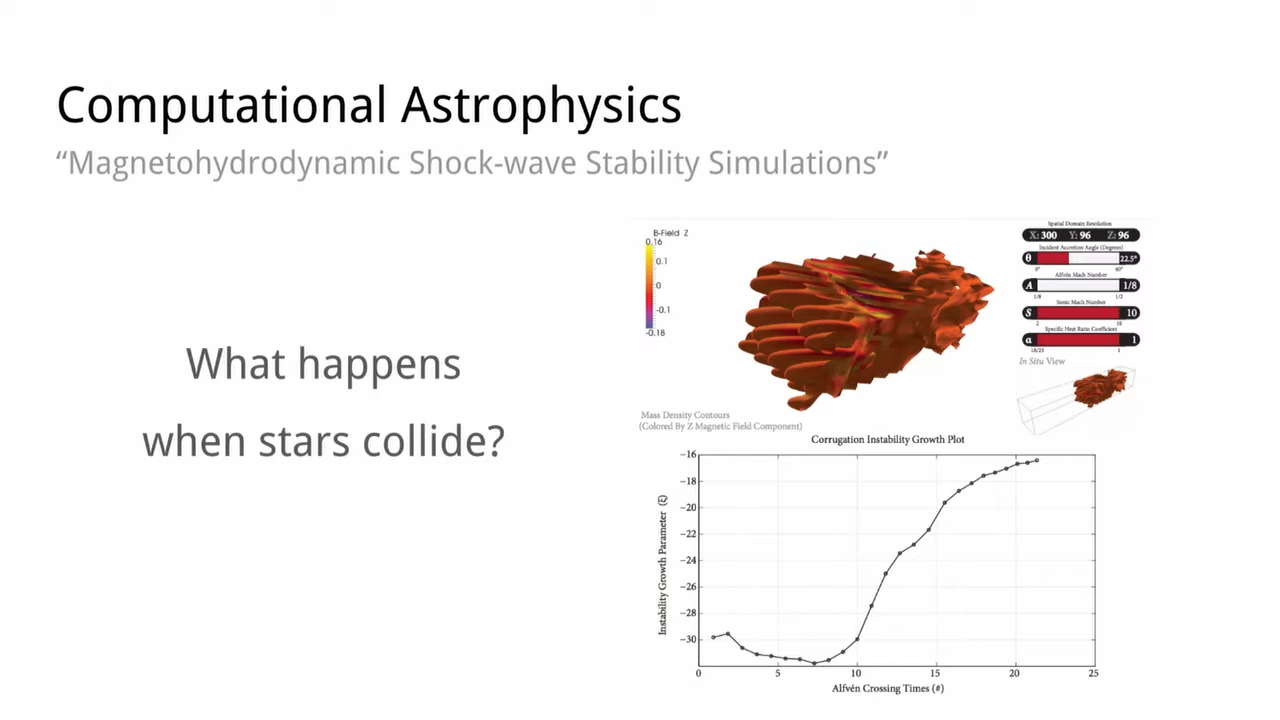 Computational Astrophysics
“Magnetohydrodynamic Shock-wave Stability Simulations”
What happens
when stars collide?
B-Field Z
0.16
0.1
0
-0.1
-0.18
Mass Density Contours
(Colored By Z Magnetic Field Component)
Spatial Domain Resolution
X: 300 Y: 96 Z: 96
Incident Accretion Angle (Degrees)
θ 22.5°
0° 60°
Alfvén Mach Number
A 1/8
1/8 1/2
Sonic Mach Number
S 10
2 10
Specific Heat Ratio Coefficient
α 1
1
In Situ View
Corrugation Instability Growth Plot
Instability Growth Parameter (ξ)
−16
−18
−20
−22
−24
−26
−28
−30
0 5 10 15 20 25
Alfvén Crossing Times (#)